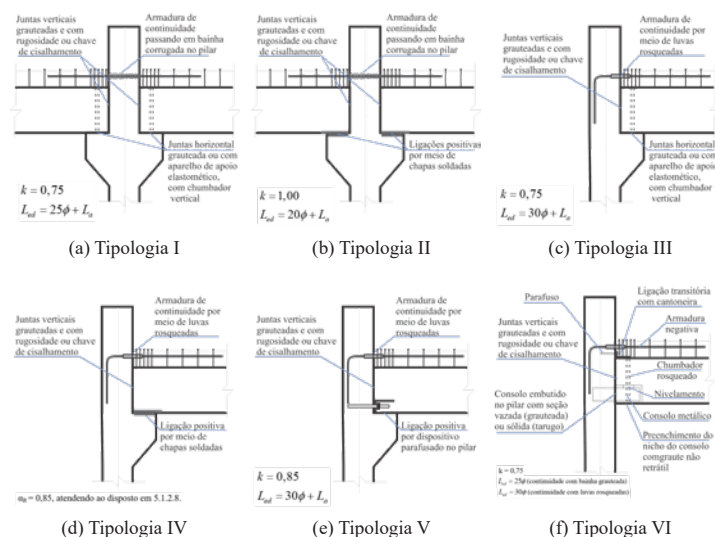 Juntas verticais
grauteadas e com
rugosidade ou chave
de cisalhamento
Armadura de
continuidade
passando em bainha
corrugada no pilar
Juntas horizontal
grauteada ou com
aparelho de apoio
elastomético,
com chumbador
vertical
k = 0,75
L_ed = 25ϕ + L_a
(a) Tipologia I
Juntas verticais
grauteadas e com
rugosidade ou chave
de cisalhamento
Armadura de
continuidade
passando em bainha
corrugada no pilar
Ligações positivas
por meio de
chapas soldadas
k = 1,00
L_ed = 20ϕ + L_a
(b) Tipologia II
Juntas verticais
grauteadas e com
rugosidade ou chave
de cisalhamento
Armadura de
continuidade por
meio de luvas
rosqueadas
Juntas horizontal
grauteada ou com
aparelho de apoio
elastomético,
com chumbador
vertical
k = 0,75
L_ed = 30ϕ + L_a
(c) Tipologia III
Juntas verticais
grauteadas e com
rugosidade ou chave
de cisalhamento
Armadura de
continuidade por
meio de luvas
rosqueadas
Ligação positiva
por meio de
chapas soldadas
α_R = 0,85, atendendo ao disposto em 5.1.2.8.
(d) Tipologia IV
Juntas verticais
grauteadas e com
rugosidade ou chave
de cisalhamento
Armadura de
continuidade por
meio de luvas
rosqueadas
Ligação positiva
por dispositivo
parafusado no pilar
k = 0,85
L_ed = 30ϕ + L_a
(e) Tipologia V
Parafuso
Juntas verticais
grauteadas e com
rugosidade ou chave
de cisalhamento
Consolo embutido
no pilar com seção
vazada (grauteada)
ou sólida (tarugo)
Ligação transitória
com cantoneira
Armadura
negativa
Chumbador
rosqueado
Nivelamento
Consolo metálico
Preenchimento do
nicho do consolo
comgraute não
retrátil
k = 0,75
L_ed = 25ϕ (continuidade com bainha grauteada)
L_ed = 30ϕ (continuidade com luvas rosqueadas)
(f) Tipologia VI